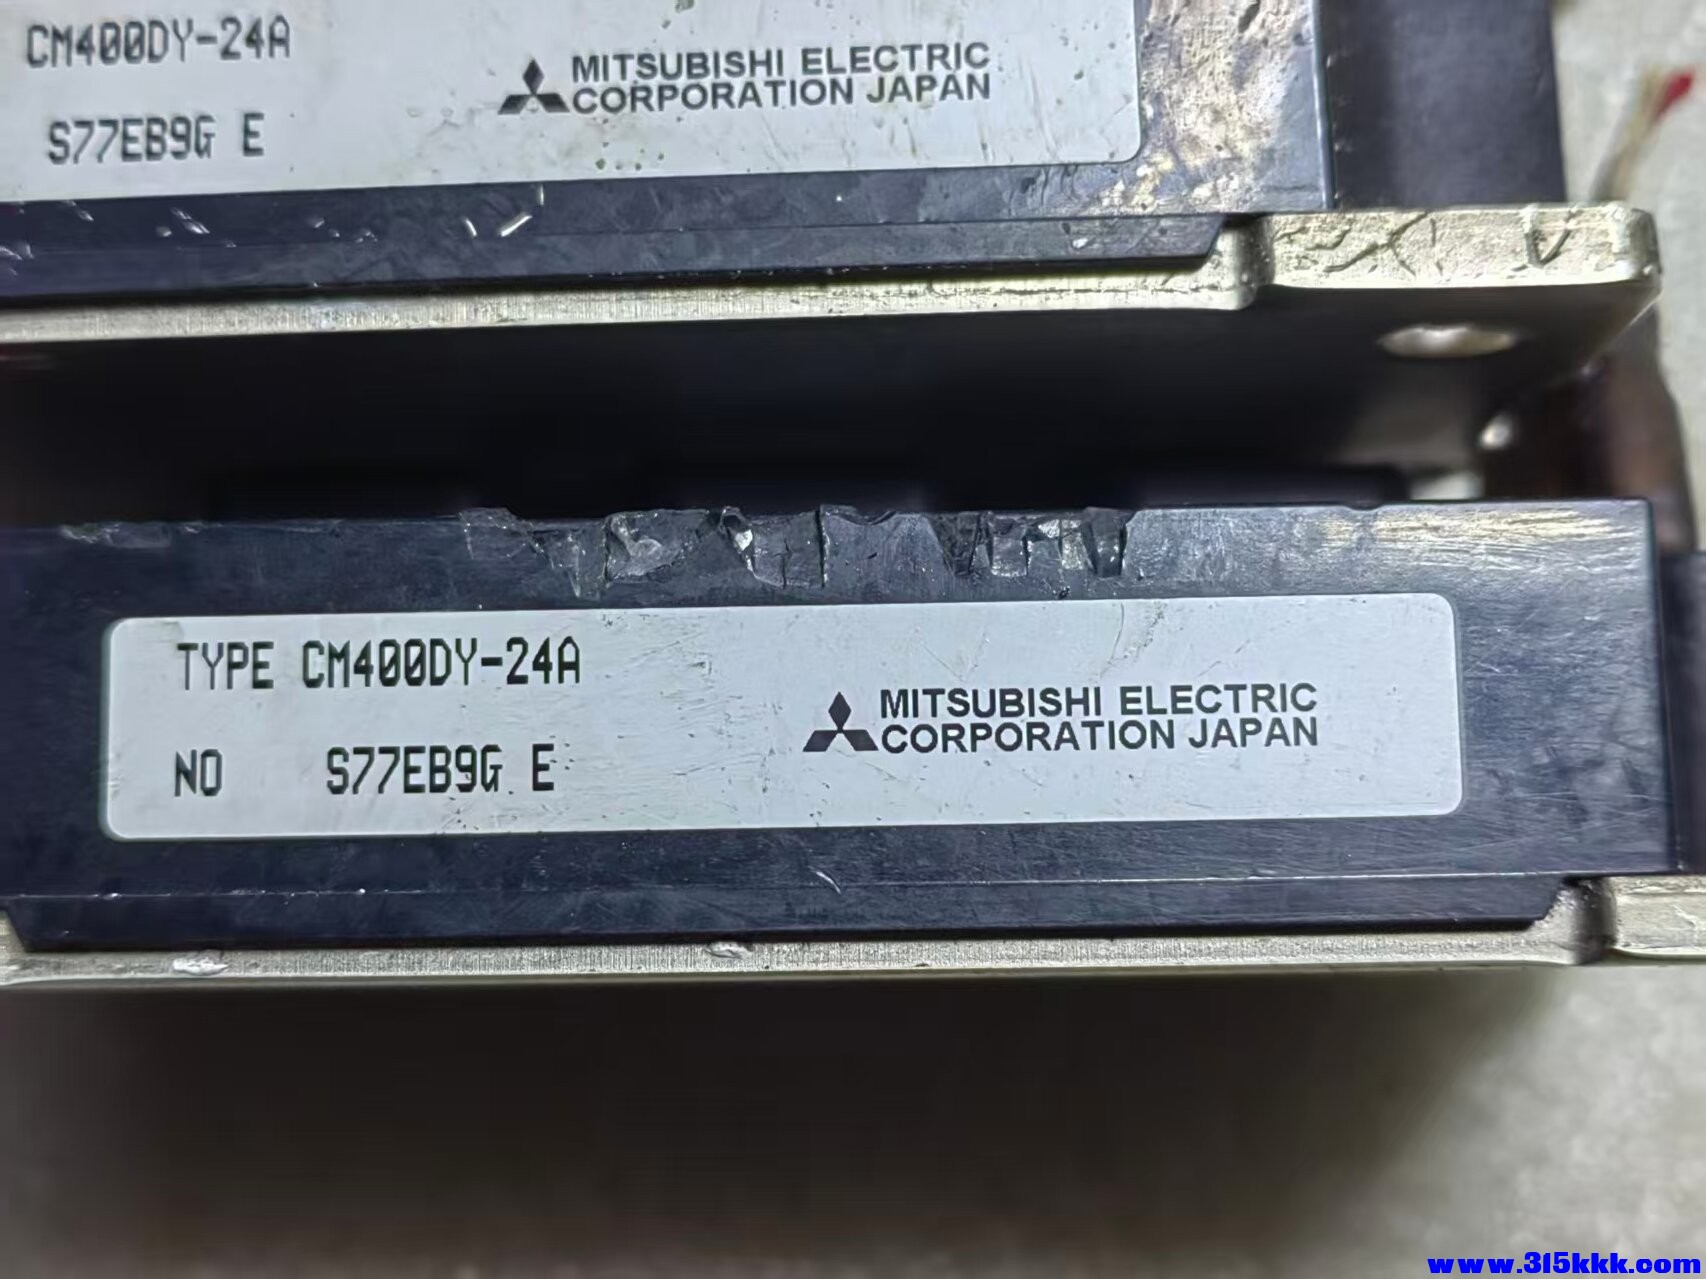 CM400DY-24A
MITSUBISHI ELECTRIC
CORPORATION JAPAN
S77EB9G E
TYPE CM400DY-24A
MITSUBISHI ELECTRIC
CORPORATION JAPAN
NO S77EB9G E
www.315kkk.com